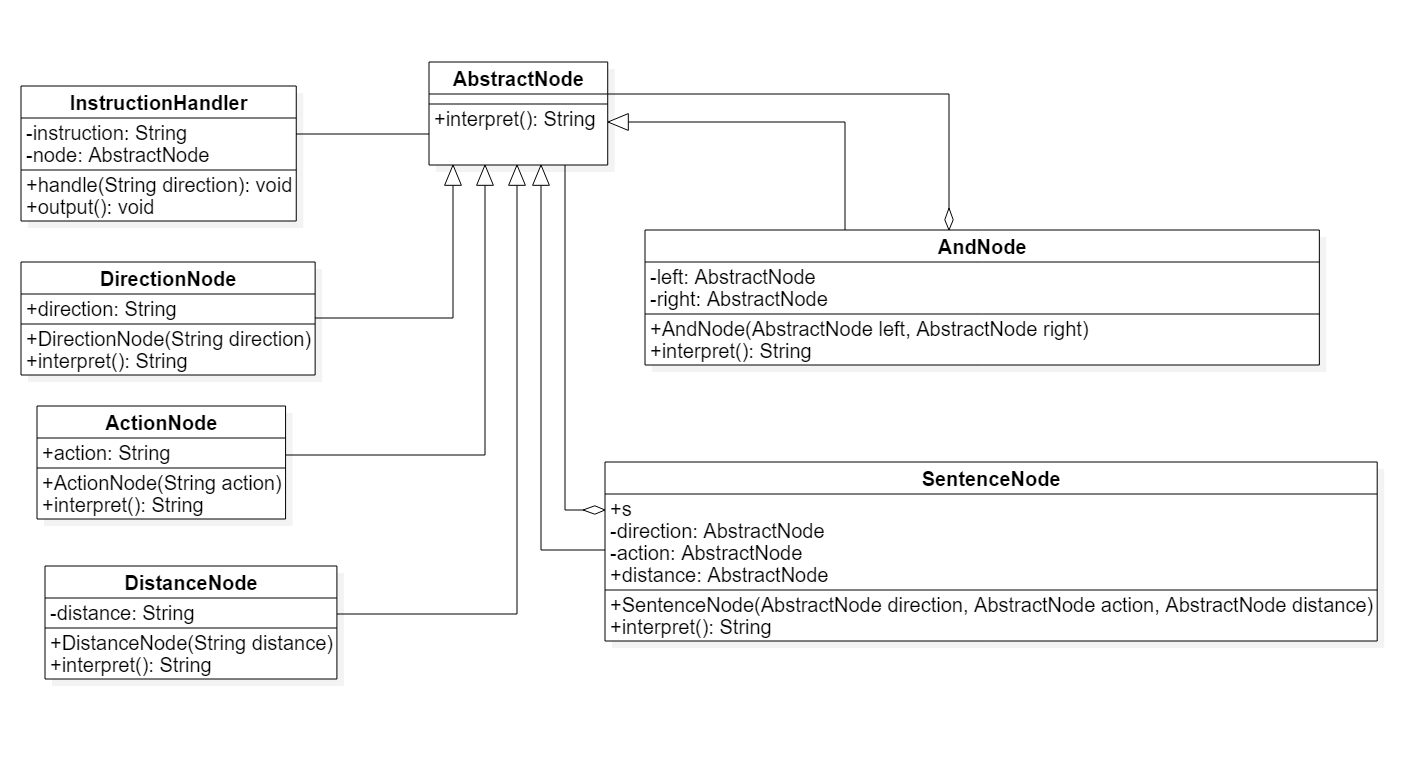 AbstractNode
+interpret(): String
InstructionHandler
-instruction: String
-node: AbstractNode
+handle(String direction): void
+output(): void
DirectionNode
+direction: String
+DirectionNode(String direction)
+interpret(): String
ActionNode
+action: String
+ActionNode(String action)
+interpret(): String
DistanceNode
-distance: String
+DistanceNode(String distance)
+interpret(): String
AndNode
-left: AbstractNode
-right: AbstractNode
+AndNode(AbstractNode left, AbstractNode right)
+interpret(): String
SentenceNode
+s
-direction: AbstractNode
-action: AbstractNode
+distance: AbstractNode
+SentenceNode(AbstractNode direction, AbstractNode action, AbstractNode distance)
+interpret(): String